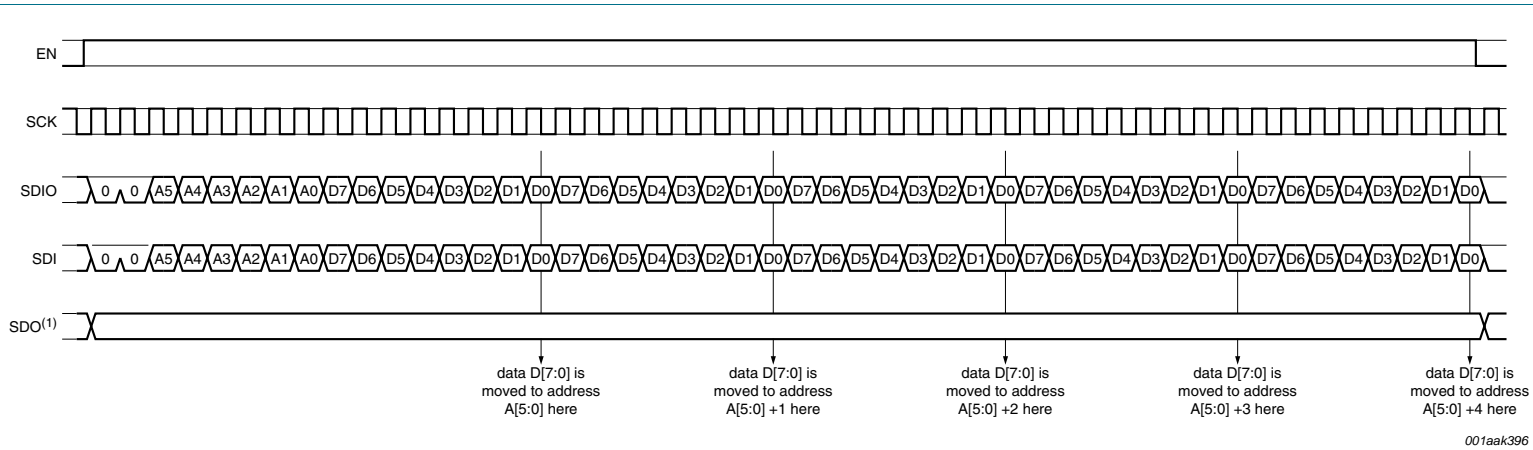 EN
SCK
SDIO 0 0 A5 A4 A3 A2 A1 A0 D7 D6 D5 D4 D3 D2 D1 D0 D7 D6 D5 D4 D3 D2 D1 D0 D7 D6 D5 D4 D3 D2 D1 D0 D7 D6 D5 D4 D3 D2 D1 D0 D7 D6 D5 D4 D3 D2 D1 D0
SDI 0 0 A5 A4 A3 A2 A1 A0 D7 D6 D5 D4 D3 D2 D1 D0 D7 D6 D5 D4 D3 D2 D1 D0 D7 D6 D5 D4 D3 D2 D1 D0 D7 D6 D5 D4 D3 D2 D1 D0 D7 D6 D5 D4 D3 D2 D1 D0
SDO(1)
data D[7:0] is
moved to address
A[5:0] here
data D[7:0] is
moved to address
A[5:0] +1 here
data D[7:0] is
moved to address
A[5:0] +2 here
data D[7:0] is
moved to address
A[5:0] +3 here
data D[7:0] is
moved to address
A[5:0] +4 here
001aak396